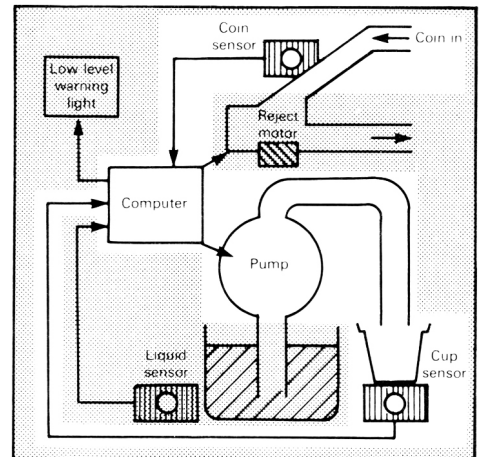 Coin
sensor
Coin in
Low level
warning
light
Reject
motor
Computer
Pump
Liquid
sensor
Cup
sensor